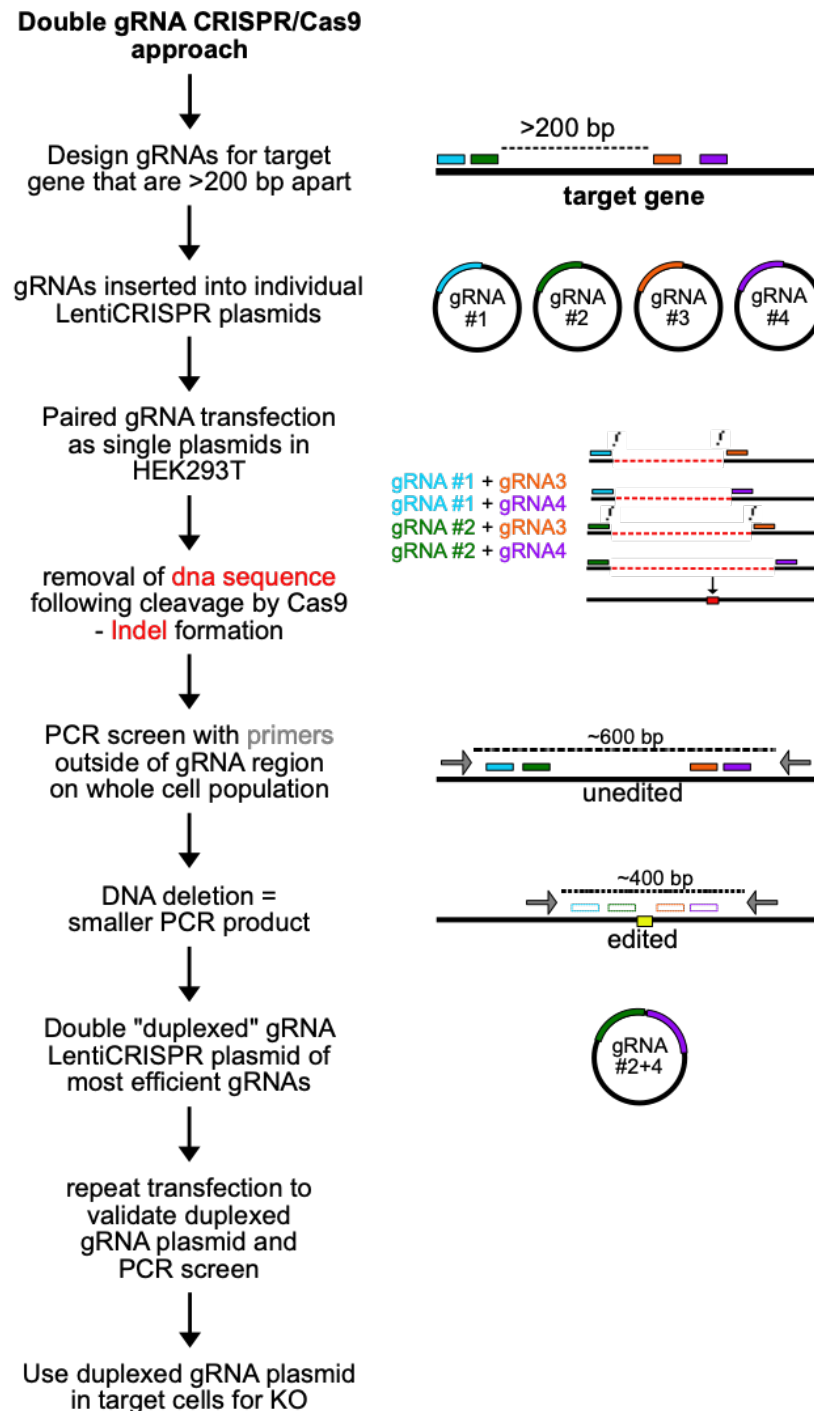 Double gRNA CRISPR/Cas9
approach
Design gRNAs for target
gene that are >200 bp apart
>200 bp
target gene
gRNAs inserted into individual
LentiCRISPR plasmids
gRNA
#1
gRNA
#2
gRNA
#3
gRNA
#4
Paired gRNA transfection
as single plasmids in
HEK293T
gRNA #1 + gRNA3
gRNA #1 + gRNA4
gRNA #2 + gRNA3
gRNA #2 + gRNA4
removal of dna sequence
following cleavage by Cas9
- Indel formation
PCR screen with primers
outside of gRNA region
on whole cell population
~600 bp
unedited
DNA deletion =
smaller PCR product
~400 bp
edited
Double "duplexed" gRNA
LentiCRISPR plasmid of
most efficient gRNAs
gRNA
#2+4
repeat transfection to
validate duplexed
gRNA plasmid and
PCR screen
Use duplexed gRNA plasmid
in target cells for KO